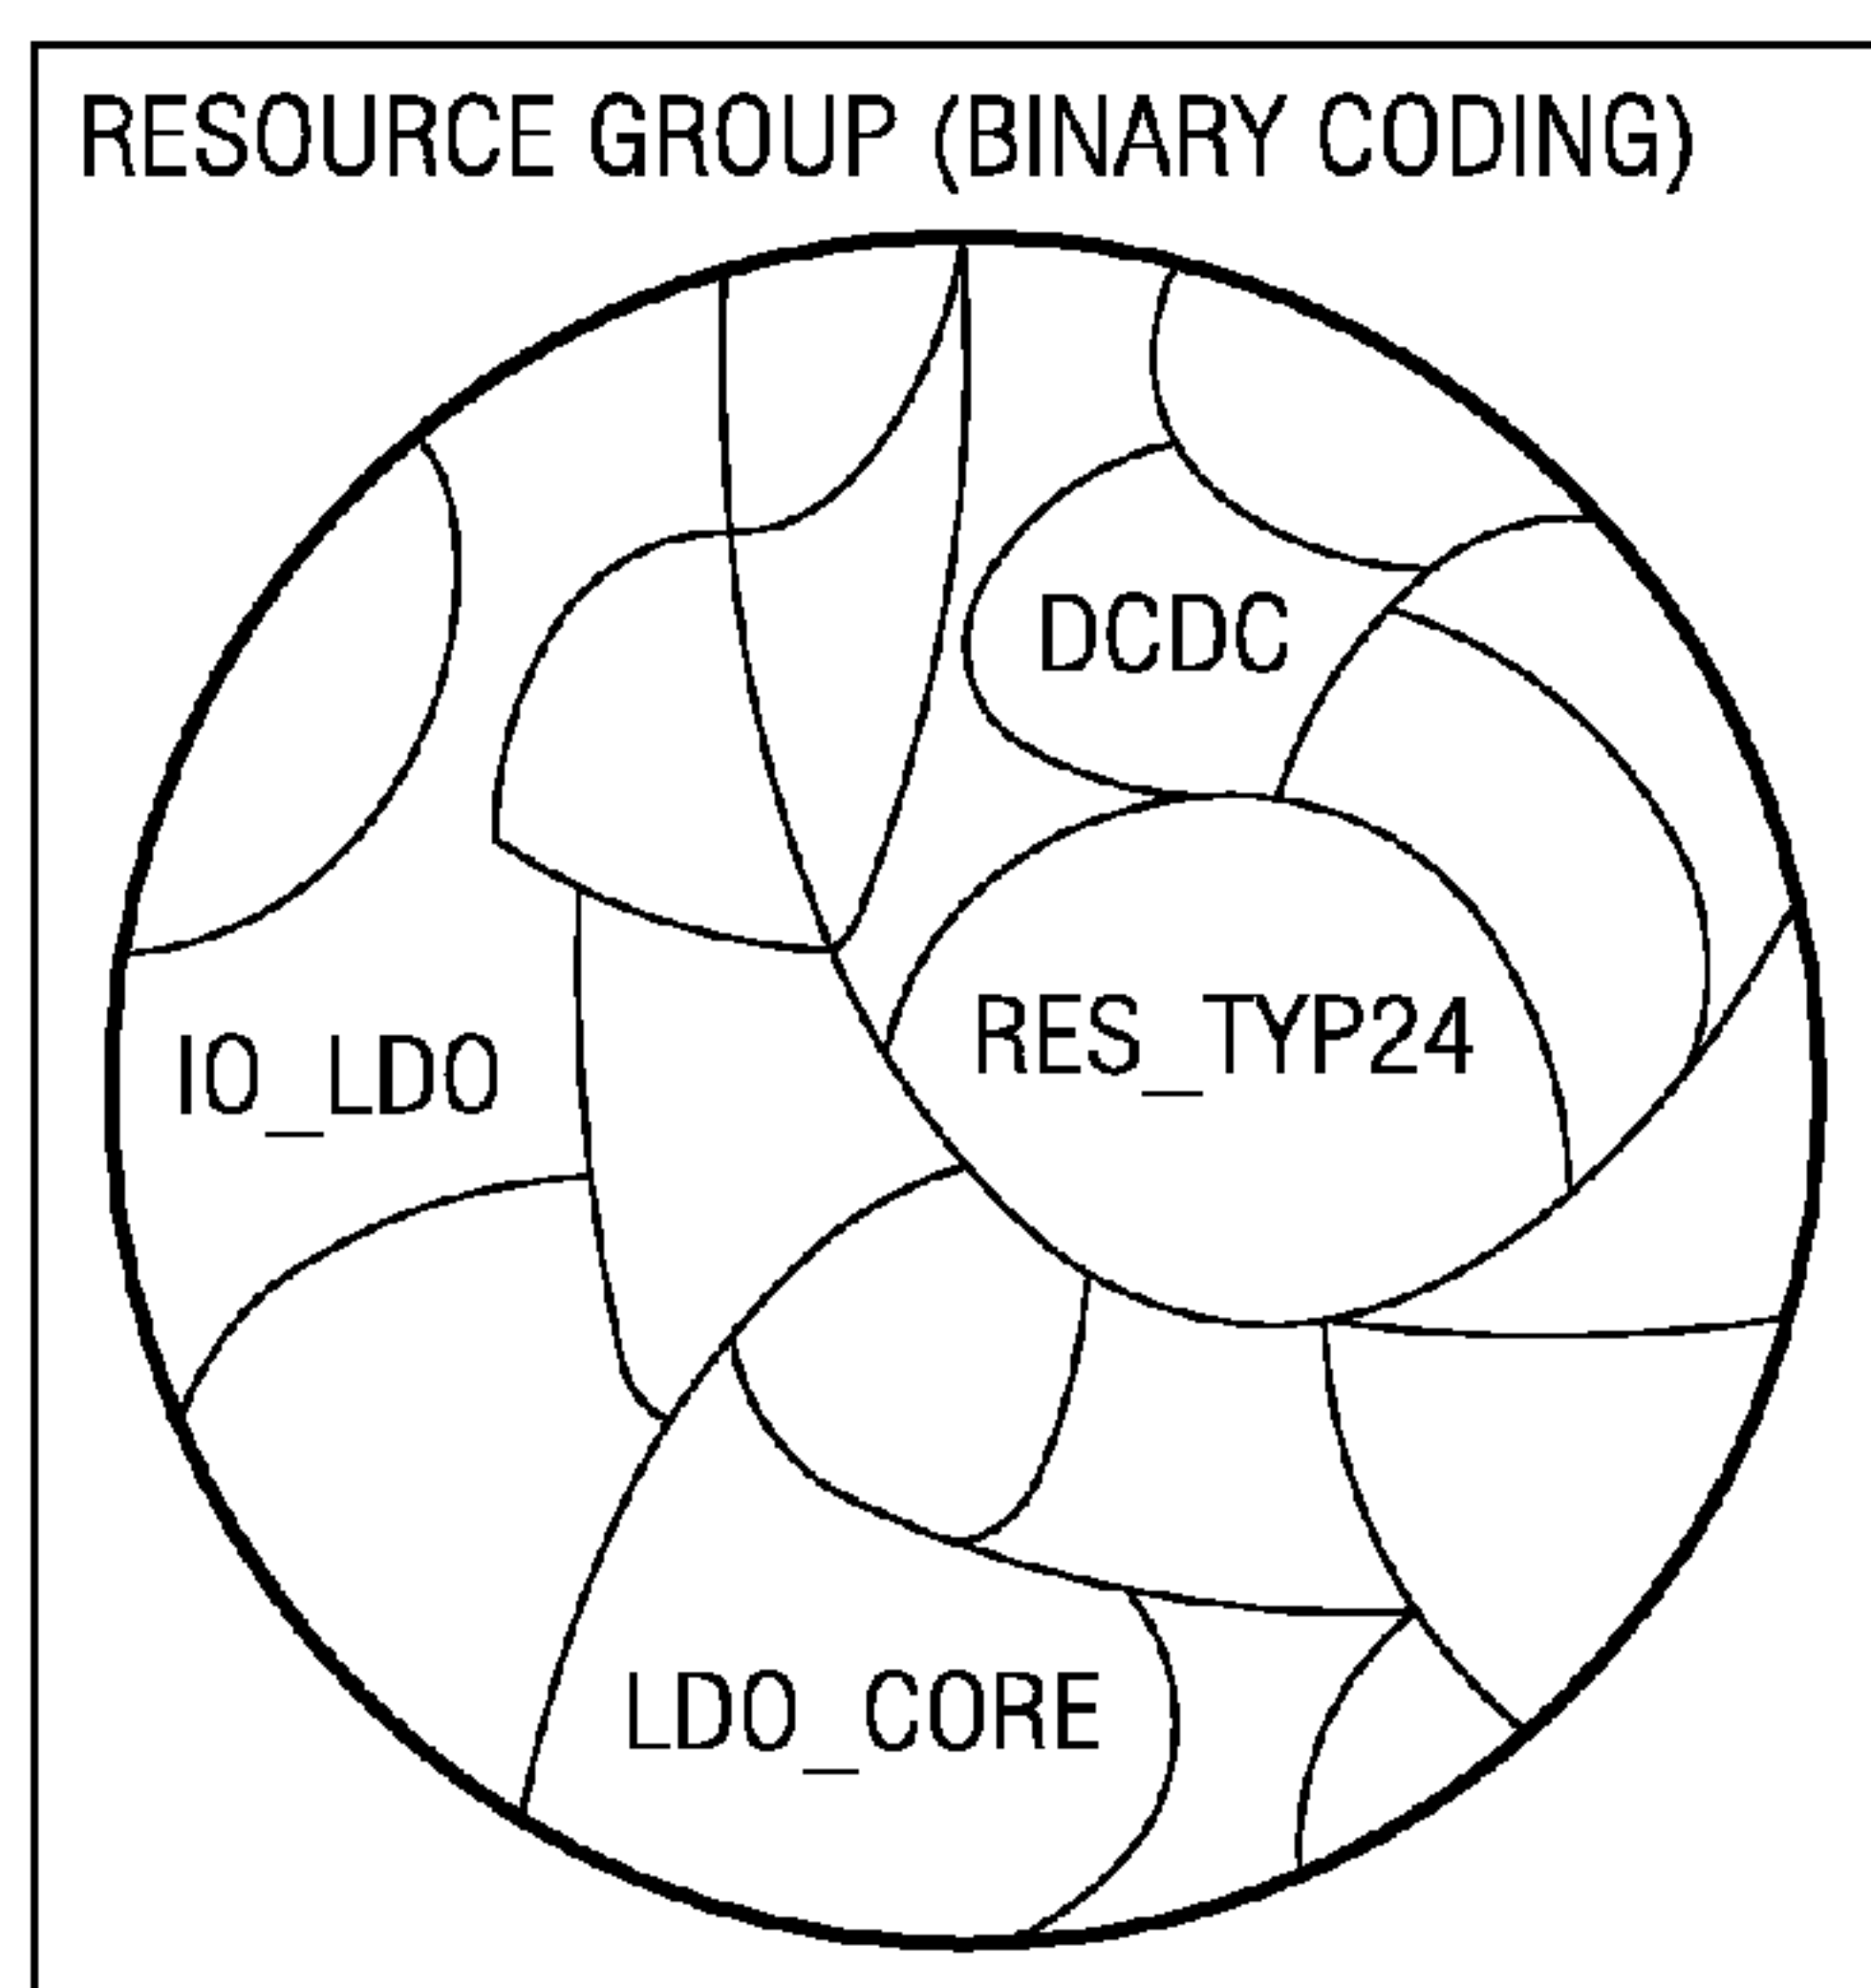 RESOURCE GROUP (BINARY CODING)
DCDC
RES_TYP24
IO_LDO
LDO_CORE